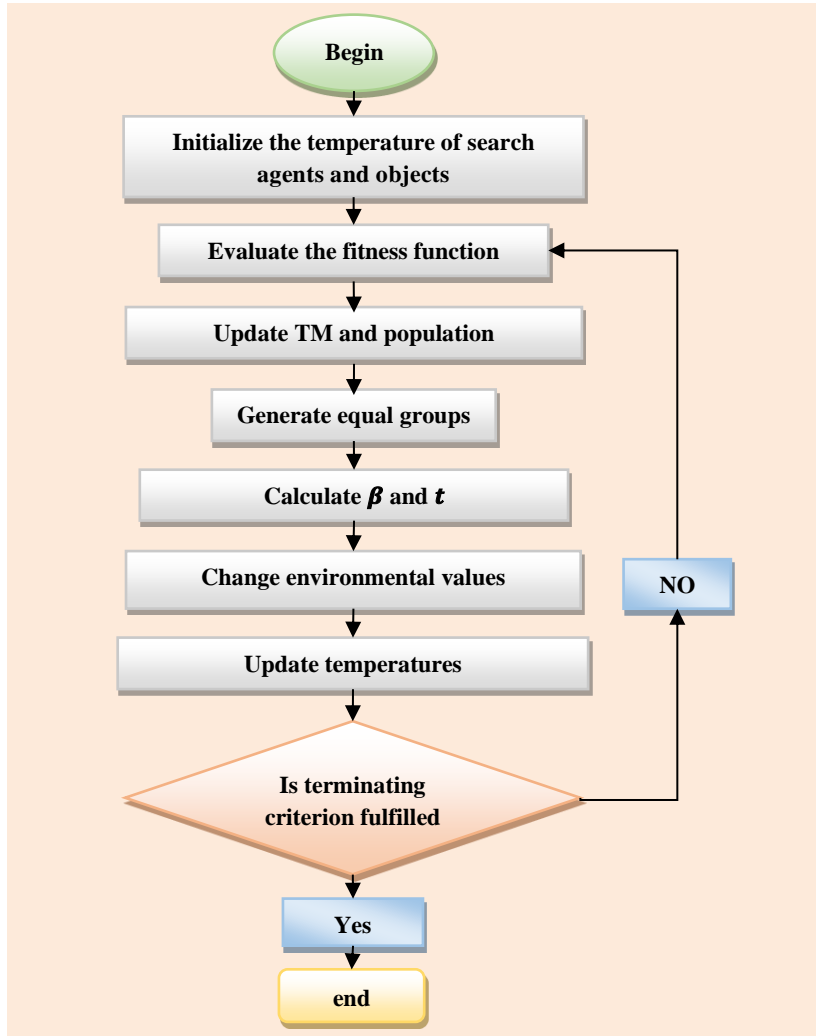 Begin
Initialize the temperature of search
agents and objects
Evaluate the fitness function
Update TM and population
Generate equal groups
Calculate β and t
Change environmental values
NO
Update temperatures
Is terminating
criterion fulfilled
Yes
end